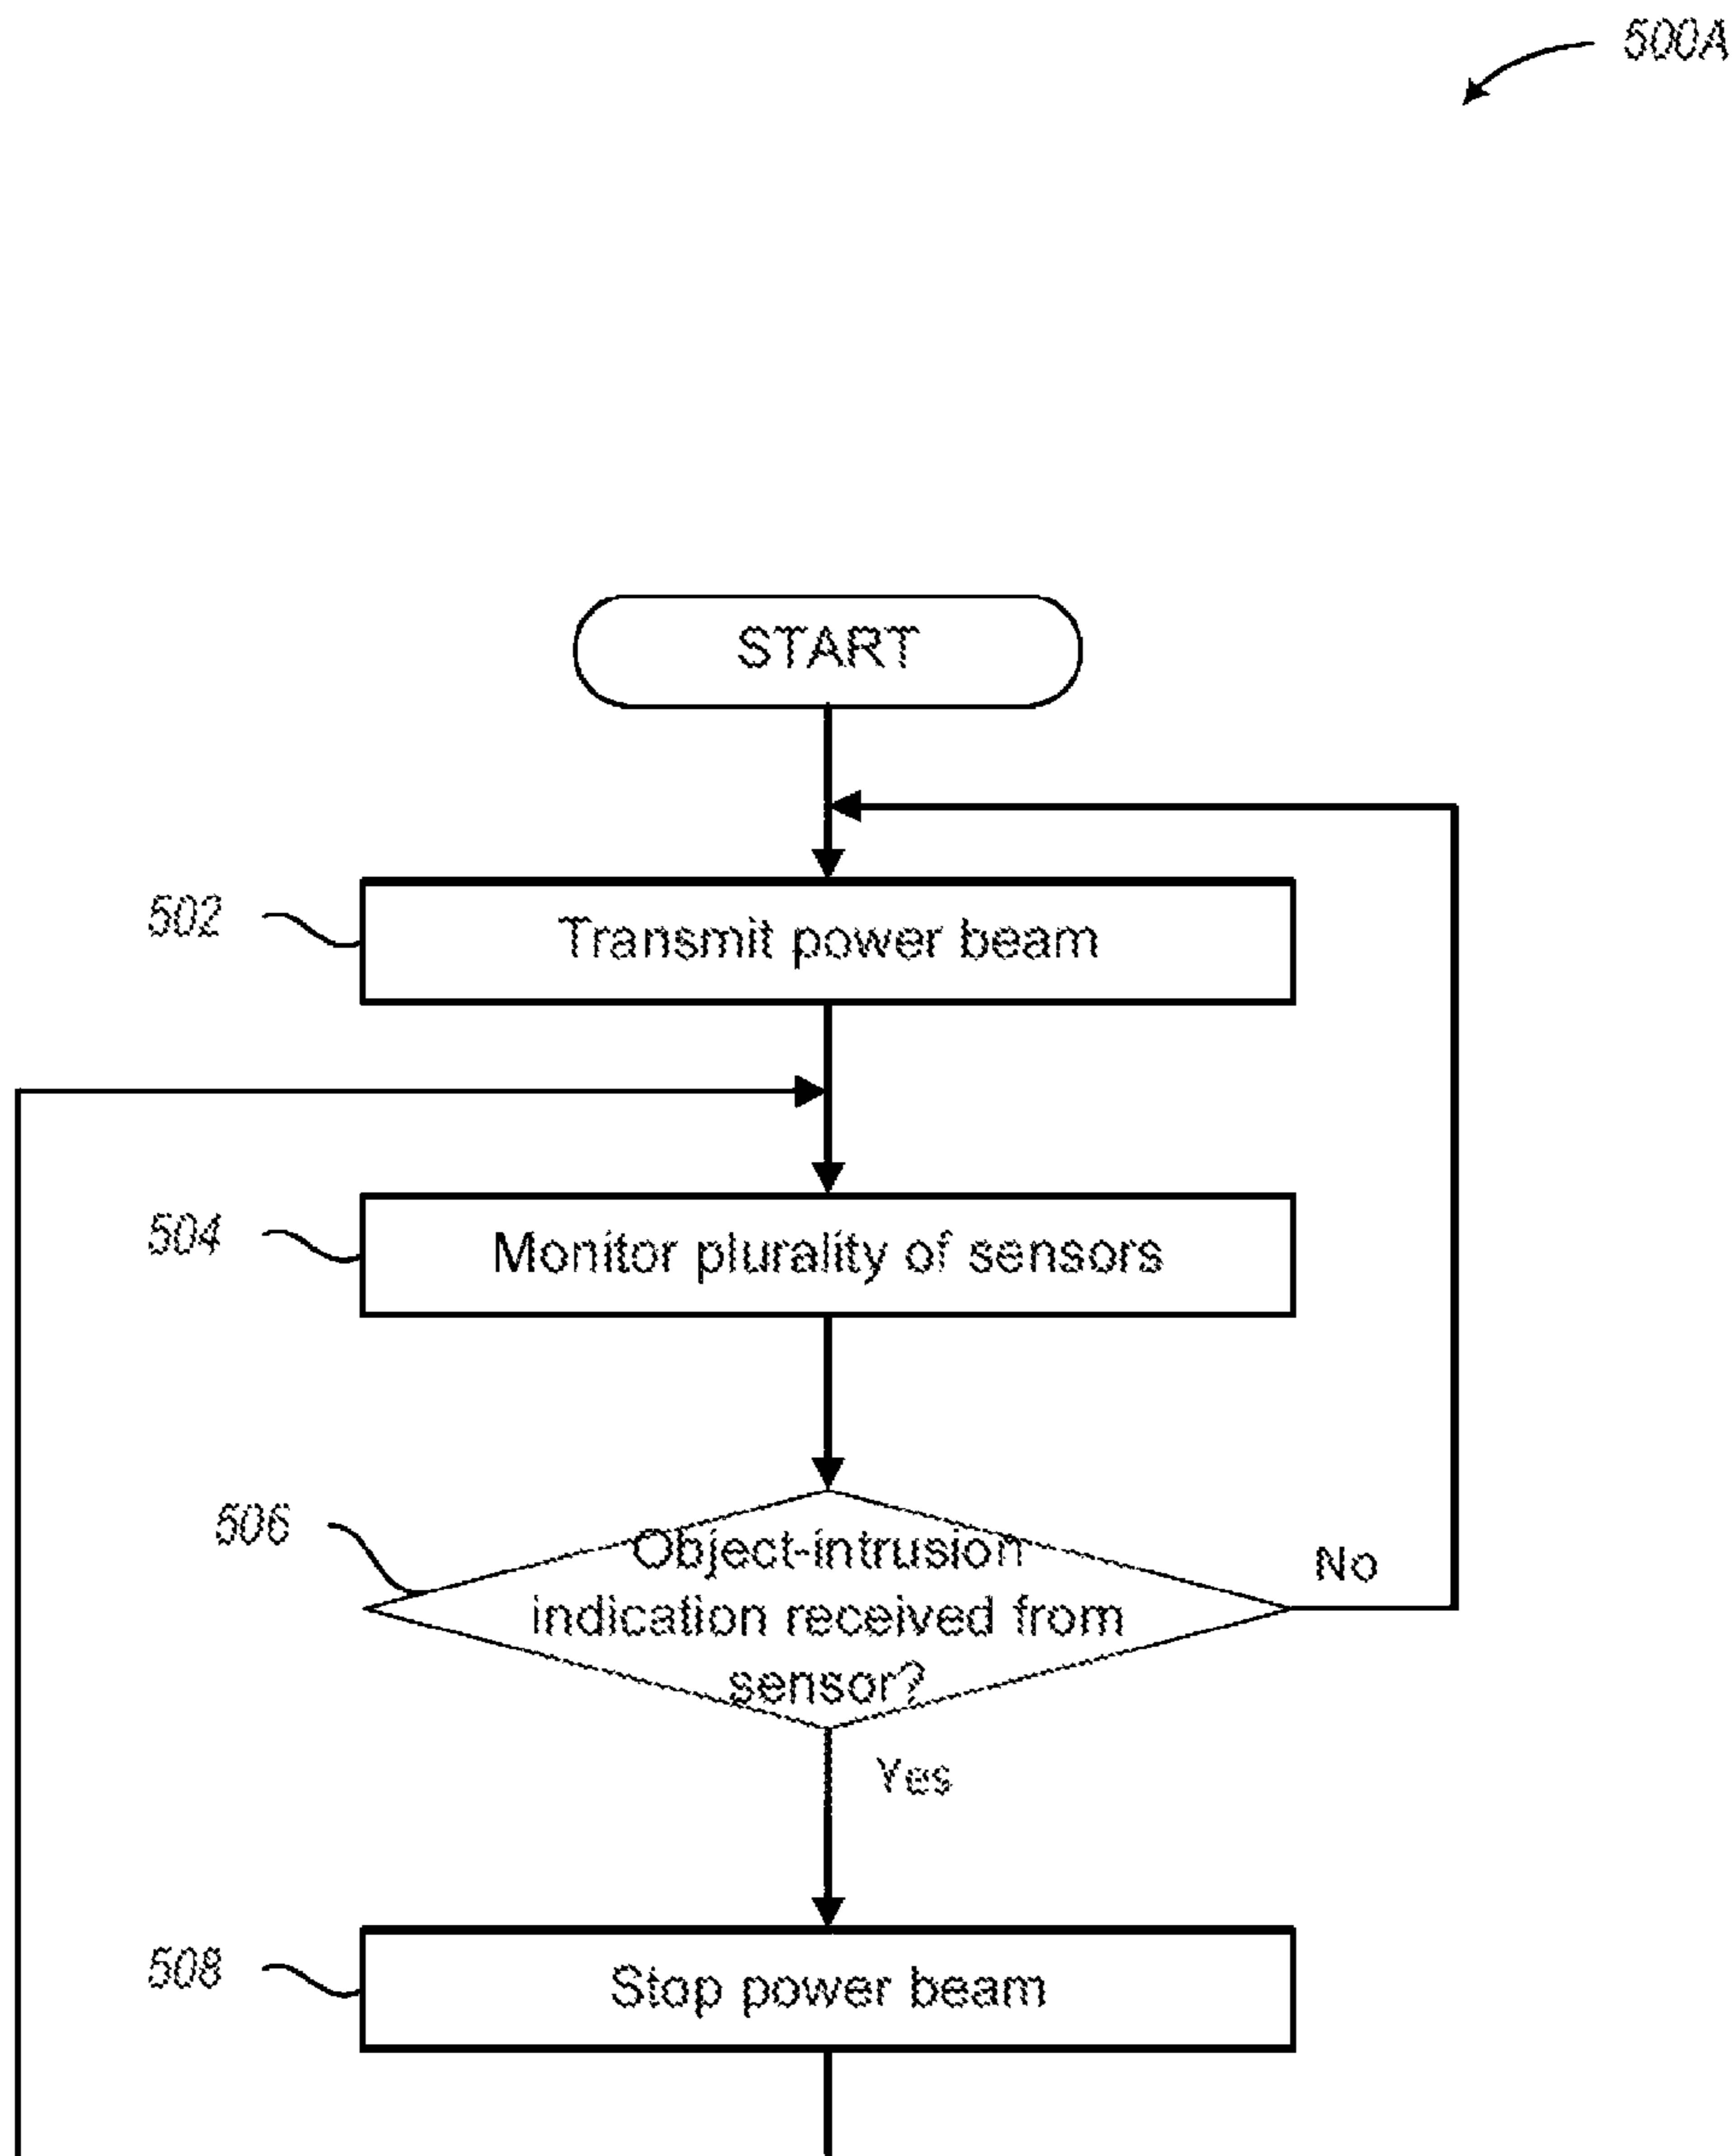 500A
START
502
Transmit power beam
504
Monitor plurality of sensors
506
Object-intrusion
indication received from
sensor?
No
Yes
508
Stop power beam